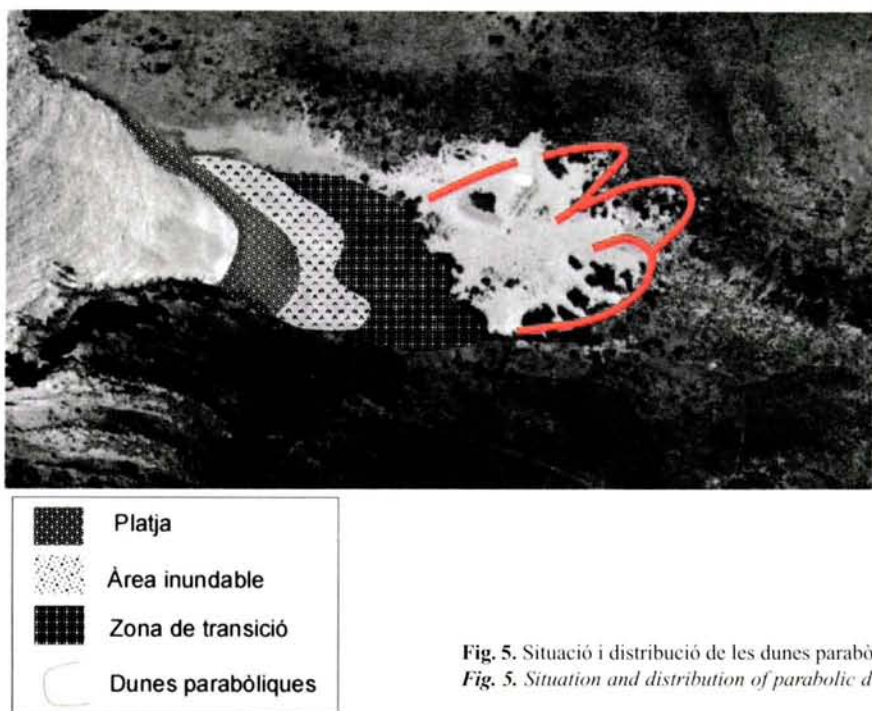 Platja
Àrea inundable
Zona de transició
Dunes parabòliques
Fig. 5. Situació i distribució de les dunes
Fig. 5. Situation and distribution of parabolic